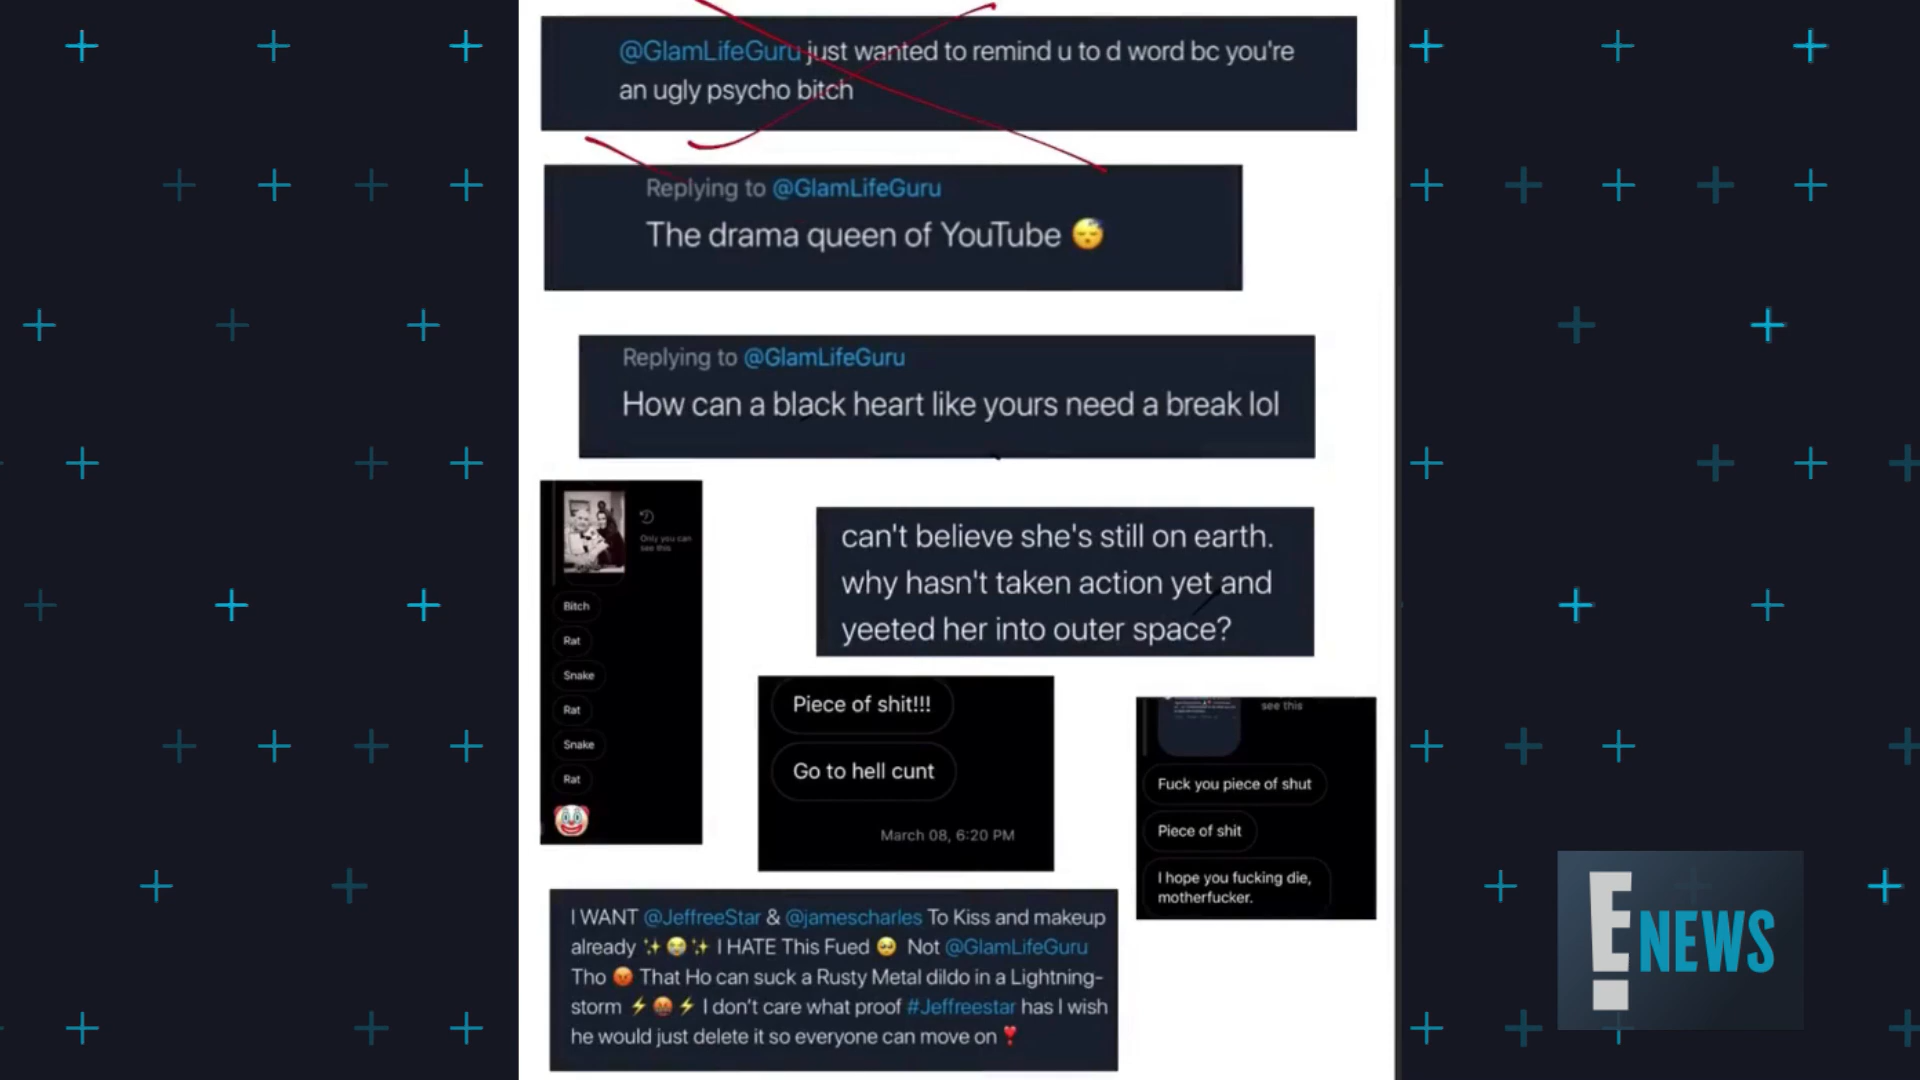 @GlamLifeGuru just wanted to remind u to d word bc you're
an ugly psycho bitch
Replying to @GlamLifeGuru
The drama queen of YouTube 😴
Replying to @GlamLifeGuru
How can a black heart like yours need a break lol
Only you can
see this
Bitch
Rat
Snake
Rat
Snake
Rat
🤡
can't believe she's still on earth.
why hasn't taken action yet and
yeeted her into outer space?
Piece of shit!!!
Go to hell cunt
March 08, 6:20 PM
see this
Fuck you piece of shut
Piece of shit
I hope you fucking die,
motherfucker.
I WANT @JeffreeStar & @jamescharles To Kiss and makeup
already ✨😭✨ I HATE This Fued 🥺 Not @GlamLifeGuru
Tho 😡 That Ho can suck a Rusty Metal dildo in a Lightning-
storm ⚡🤬⚡ I don't care what proof #Jeffreestar has I wish
he would just delete it so everyone can move on ❣️
E! NEWS